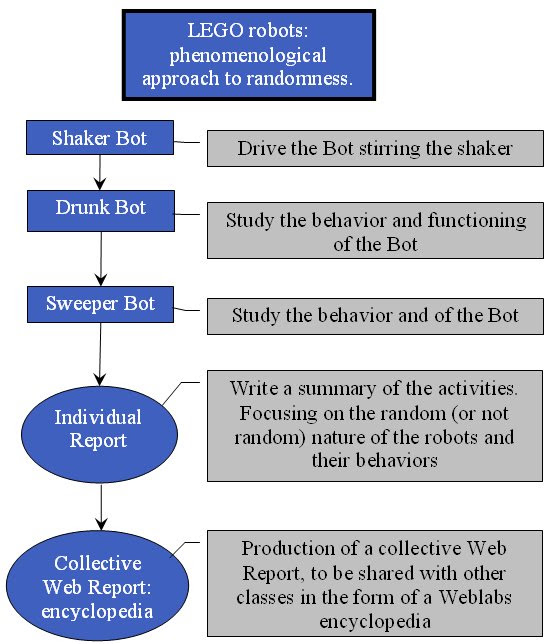 LEGO robots:
phenomenological
approach to randomness.
Shaker Bot
Drive the Bot stirring the shaker
Drunk Bot
Study the behavior and functioning
of the Bot
Sweeper Bot
Study the behavior and of the Bot
Individual
Report
Write a summary of the activities.
Focusing on the random (or not
random) nature of the robots and
their behaviors
Collective
Web Report:
encyclopedia
Production of a collective Web
Report, to be shared with other
classes in the form of a Weblabs
encyclopedia